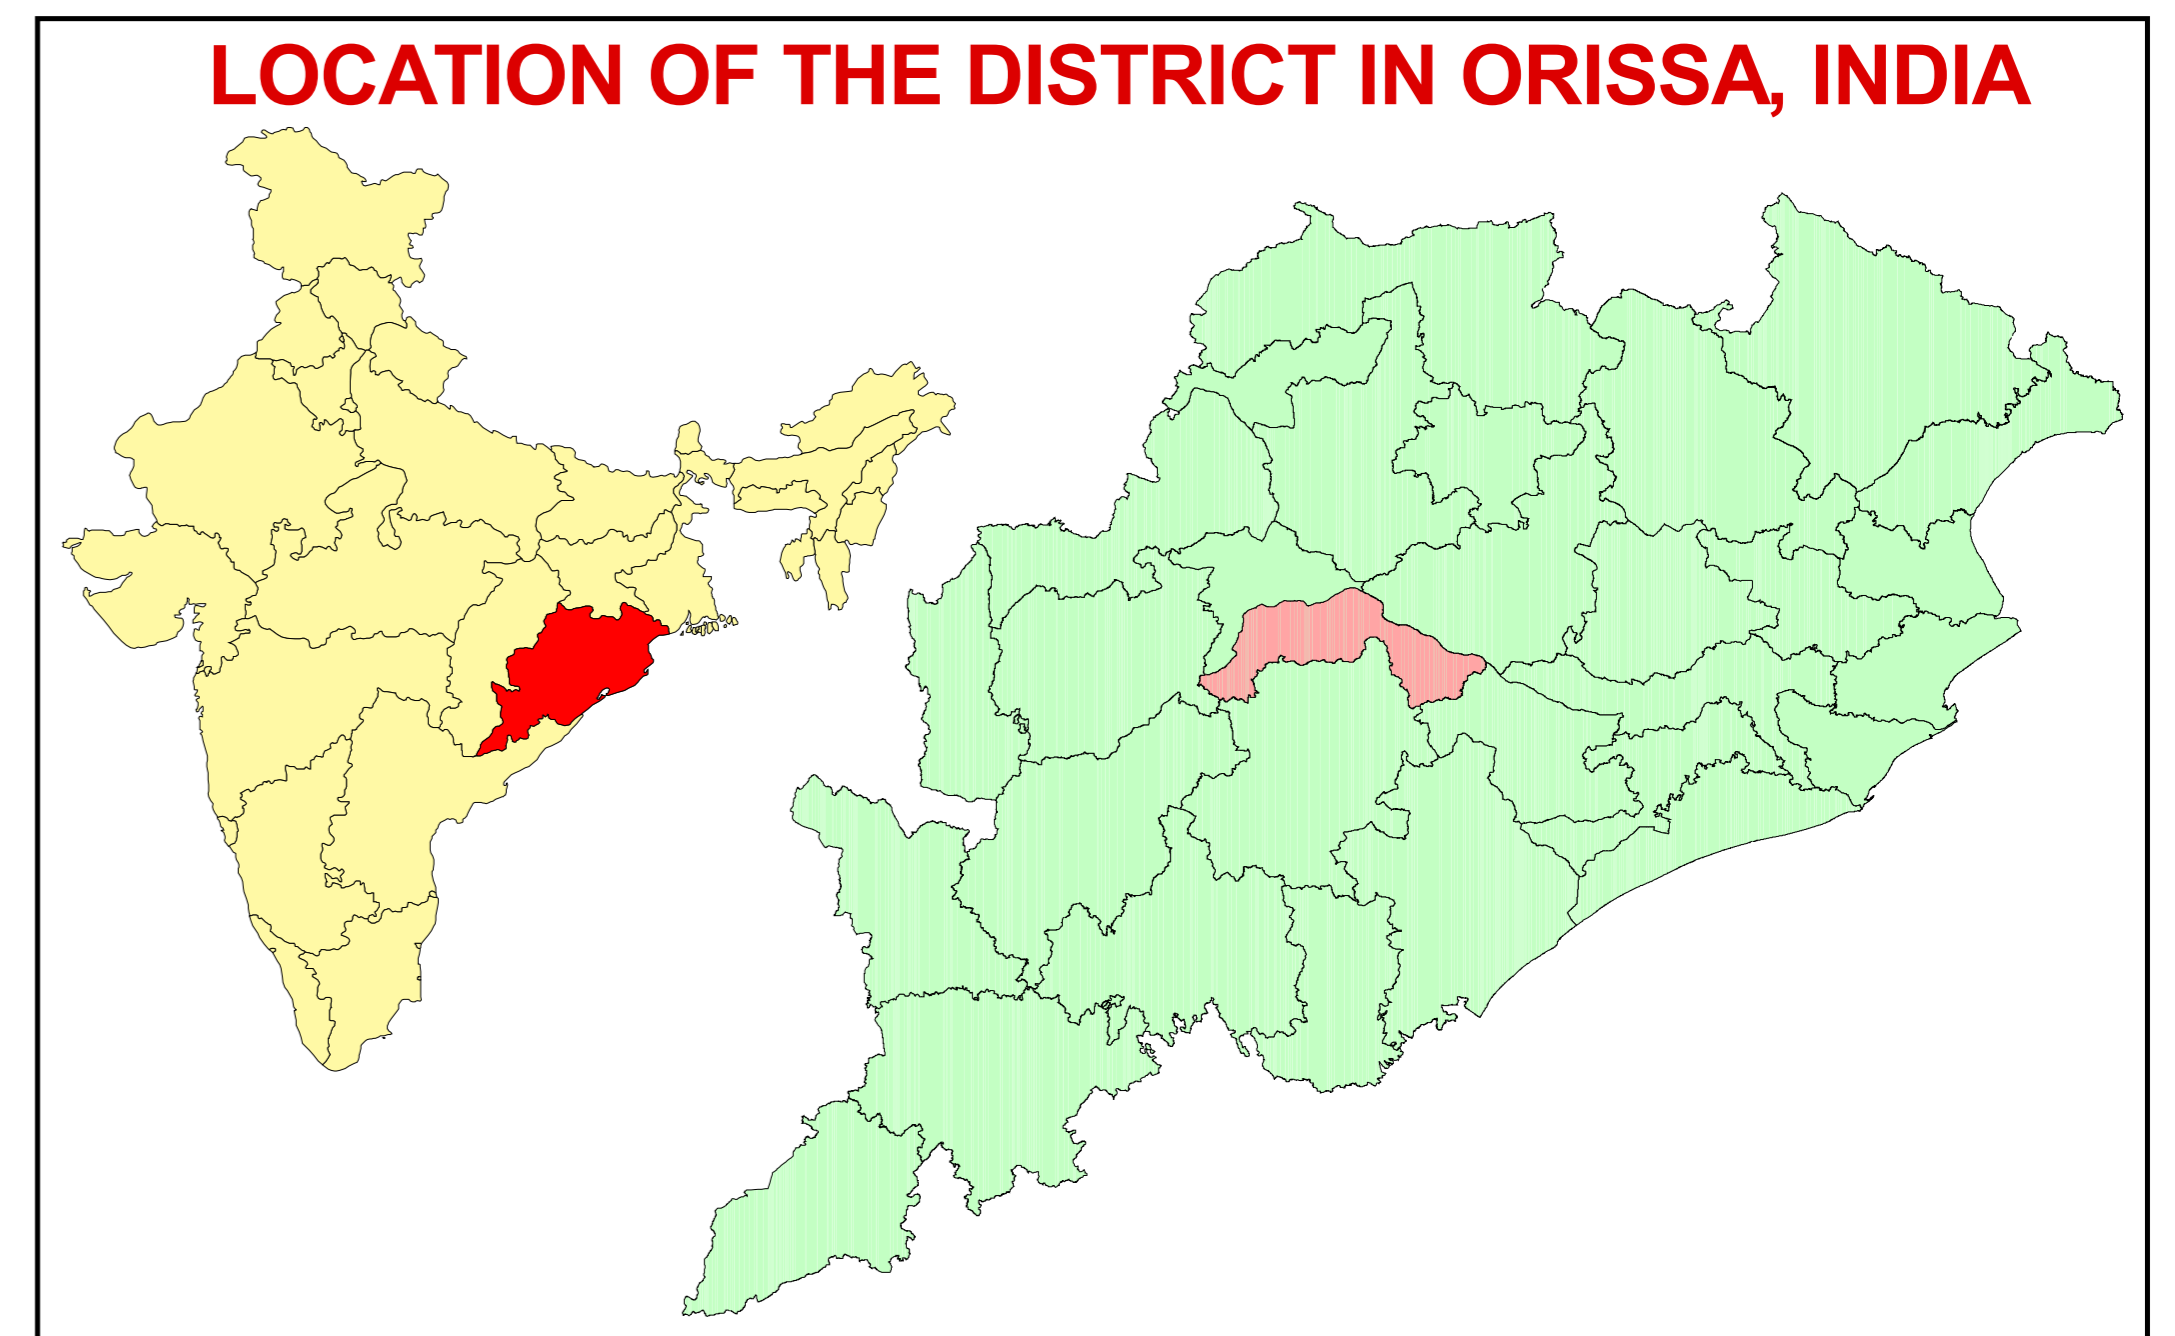 LOCATION OF THE DISTRICT IN ORISSA, INDIA